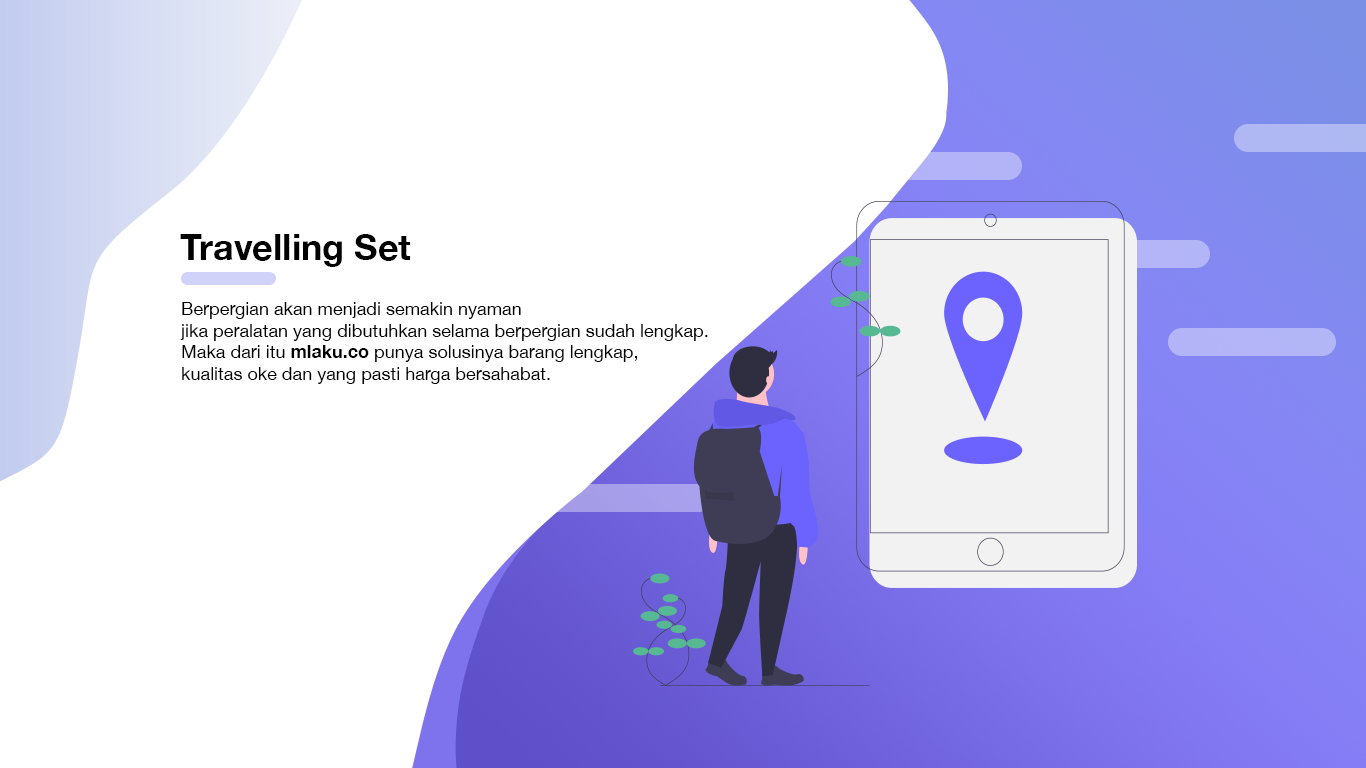 Travelling Set
Berpergian akan menjadi semakin nyaman
jika peralatan yang dibutuhkan selama berpergian sudah lengkap.
Maka dari itu mlaku.co punya solusinya barang lengkap,
kualitas oke dan yang pasti harga bersahabat.